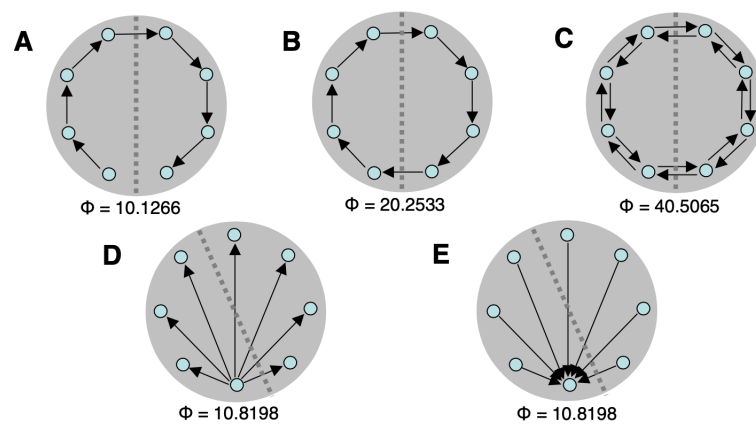 A
B
C
Φ = 10.1266
Φ = 20.2533
Φ = 40.5065
D
E
Φ = 10.8198
Φ = 10.8198